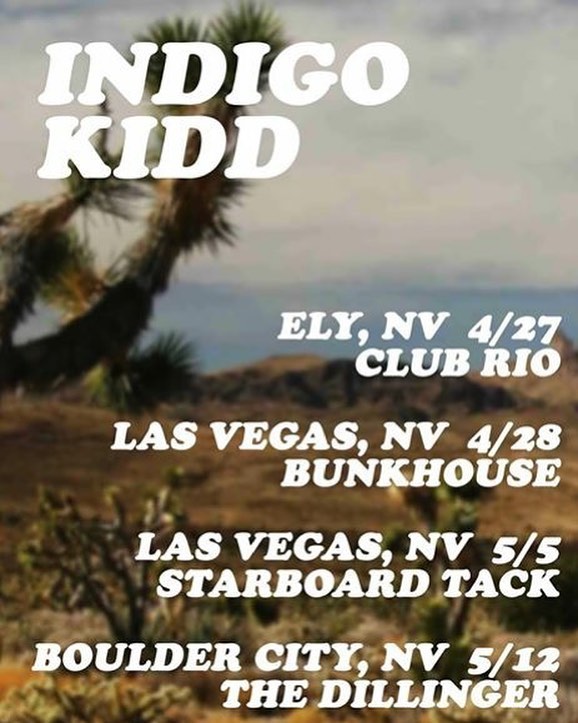 INDIGO
KIDD
ELY, NV 4/27
CLUB RIO
LAS VEGAS, NV 4/28
BUNKHOUSE
LAS VEGAS, NV 5/5
STARBOARD TACK
BOULDER CITY, NV 5/12
THE DILLINGER